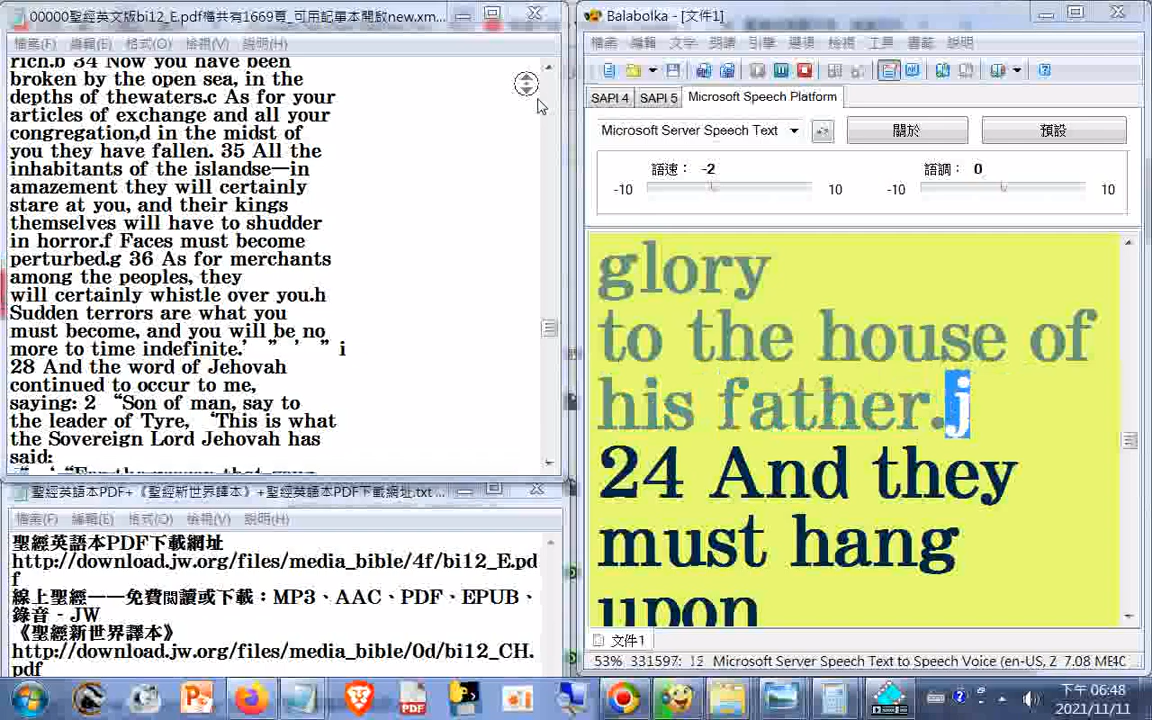 00000聖經英文版bi12_E.pdf檔共有1669頁_可用記事本開啟new.xm...
檔案(F) 編輯(E) 格式(O) 檢視(V) 說明(H)
rich.b 34 Now you have been
broken by the open sea, in the
depths of thewaters.c As for your
articles of exchange and all your
congregation,d in the midst of
you they have fallen. 35 All the
inhabitants of the islandse—in
amazement they will certainly
stare at you, and their kings
themselves will have to shudder
in horror.f Faces must become
perturbed.g 36 As for merchants
among the peoples, they
will certainly whistle over you.h
Sudden terrors are what you
must become, and you will be no
more to time indefinite.’ ” ’ ” i
28 And the word of Jehovah
continued to occur to me,
saying: 2 “Son of man, say to
the leader of Tyre, ‘This is what
the Sovereign Lord Jehovah has
said:
聖經英語本PDF+《聖經新世界譯本》+聖經英語本PDF下載網址.txt ...
檔案(F) 編輯(E) 格式(O) 檢視(V) 說明(H)
聖經英語本PDF下載網址
http://download.jw.org/files/media_bible/4f/bi12_E.pd
f
線上聖經——免費閱讀或下載：MP3、AAC、PDF、EPUB、
錄音 - JW
《聖經新世界譯本》
http://download.jw.org/files/media_bible/0d/bi12_CH.
pdf
Balabolka - [文件1]
檔案 編輯 文字 朗讀 引擎 選項 檢視 工具 書籤 說明
SAPI 4 SAPI 5 Microsoft Speech Platform
Microsoft Server Speech Text 關於 預設
語速： -2 語調： 0
-10 10 -10 10
glory
to the house of
his father.j
24 And they
must hang
upon
文件1
53% 331597: 12 Microsoft Server Speech Text to Speech Voice (en-US, Z 7.08 ME
下午 06:48
2021/11/11